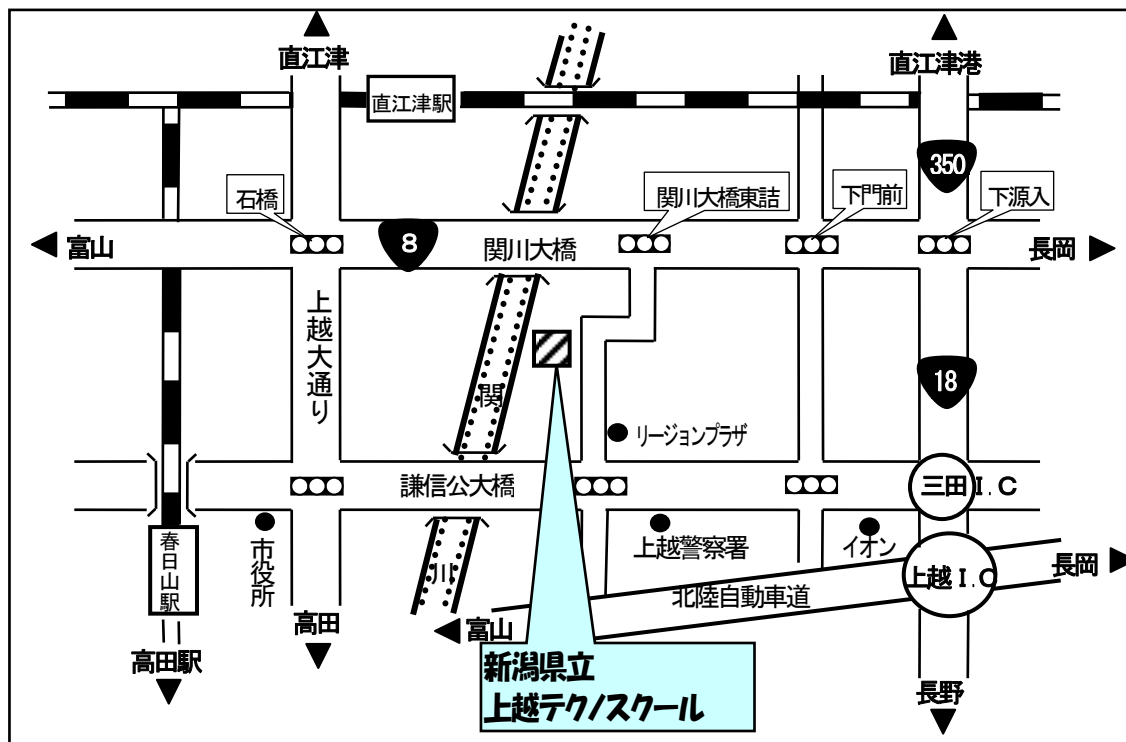 直江津
直江津港
直江津駅
350
石橋
関川大橋東詰
下門前
下源入
富山
8
関川大橋
長岡
上越大通り
関
18
リージョンプラザ
謙信公大橋
三田I.C
春日山駅
市役所
川
上越警察署
イオン
上越I.C
長岡
北陸自動車道
高田
富山
高田駅
新潟県立
上越テクノスクール
長野